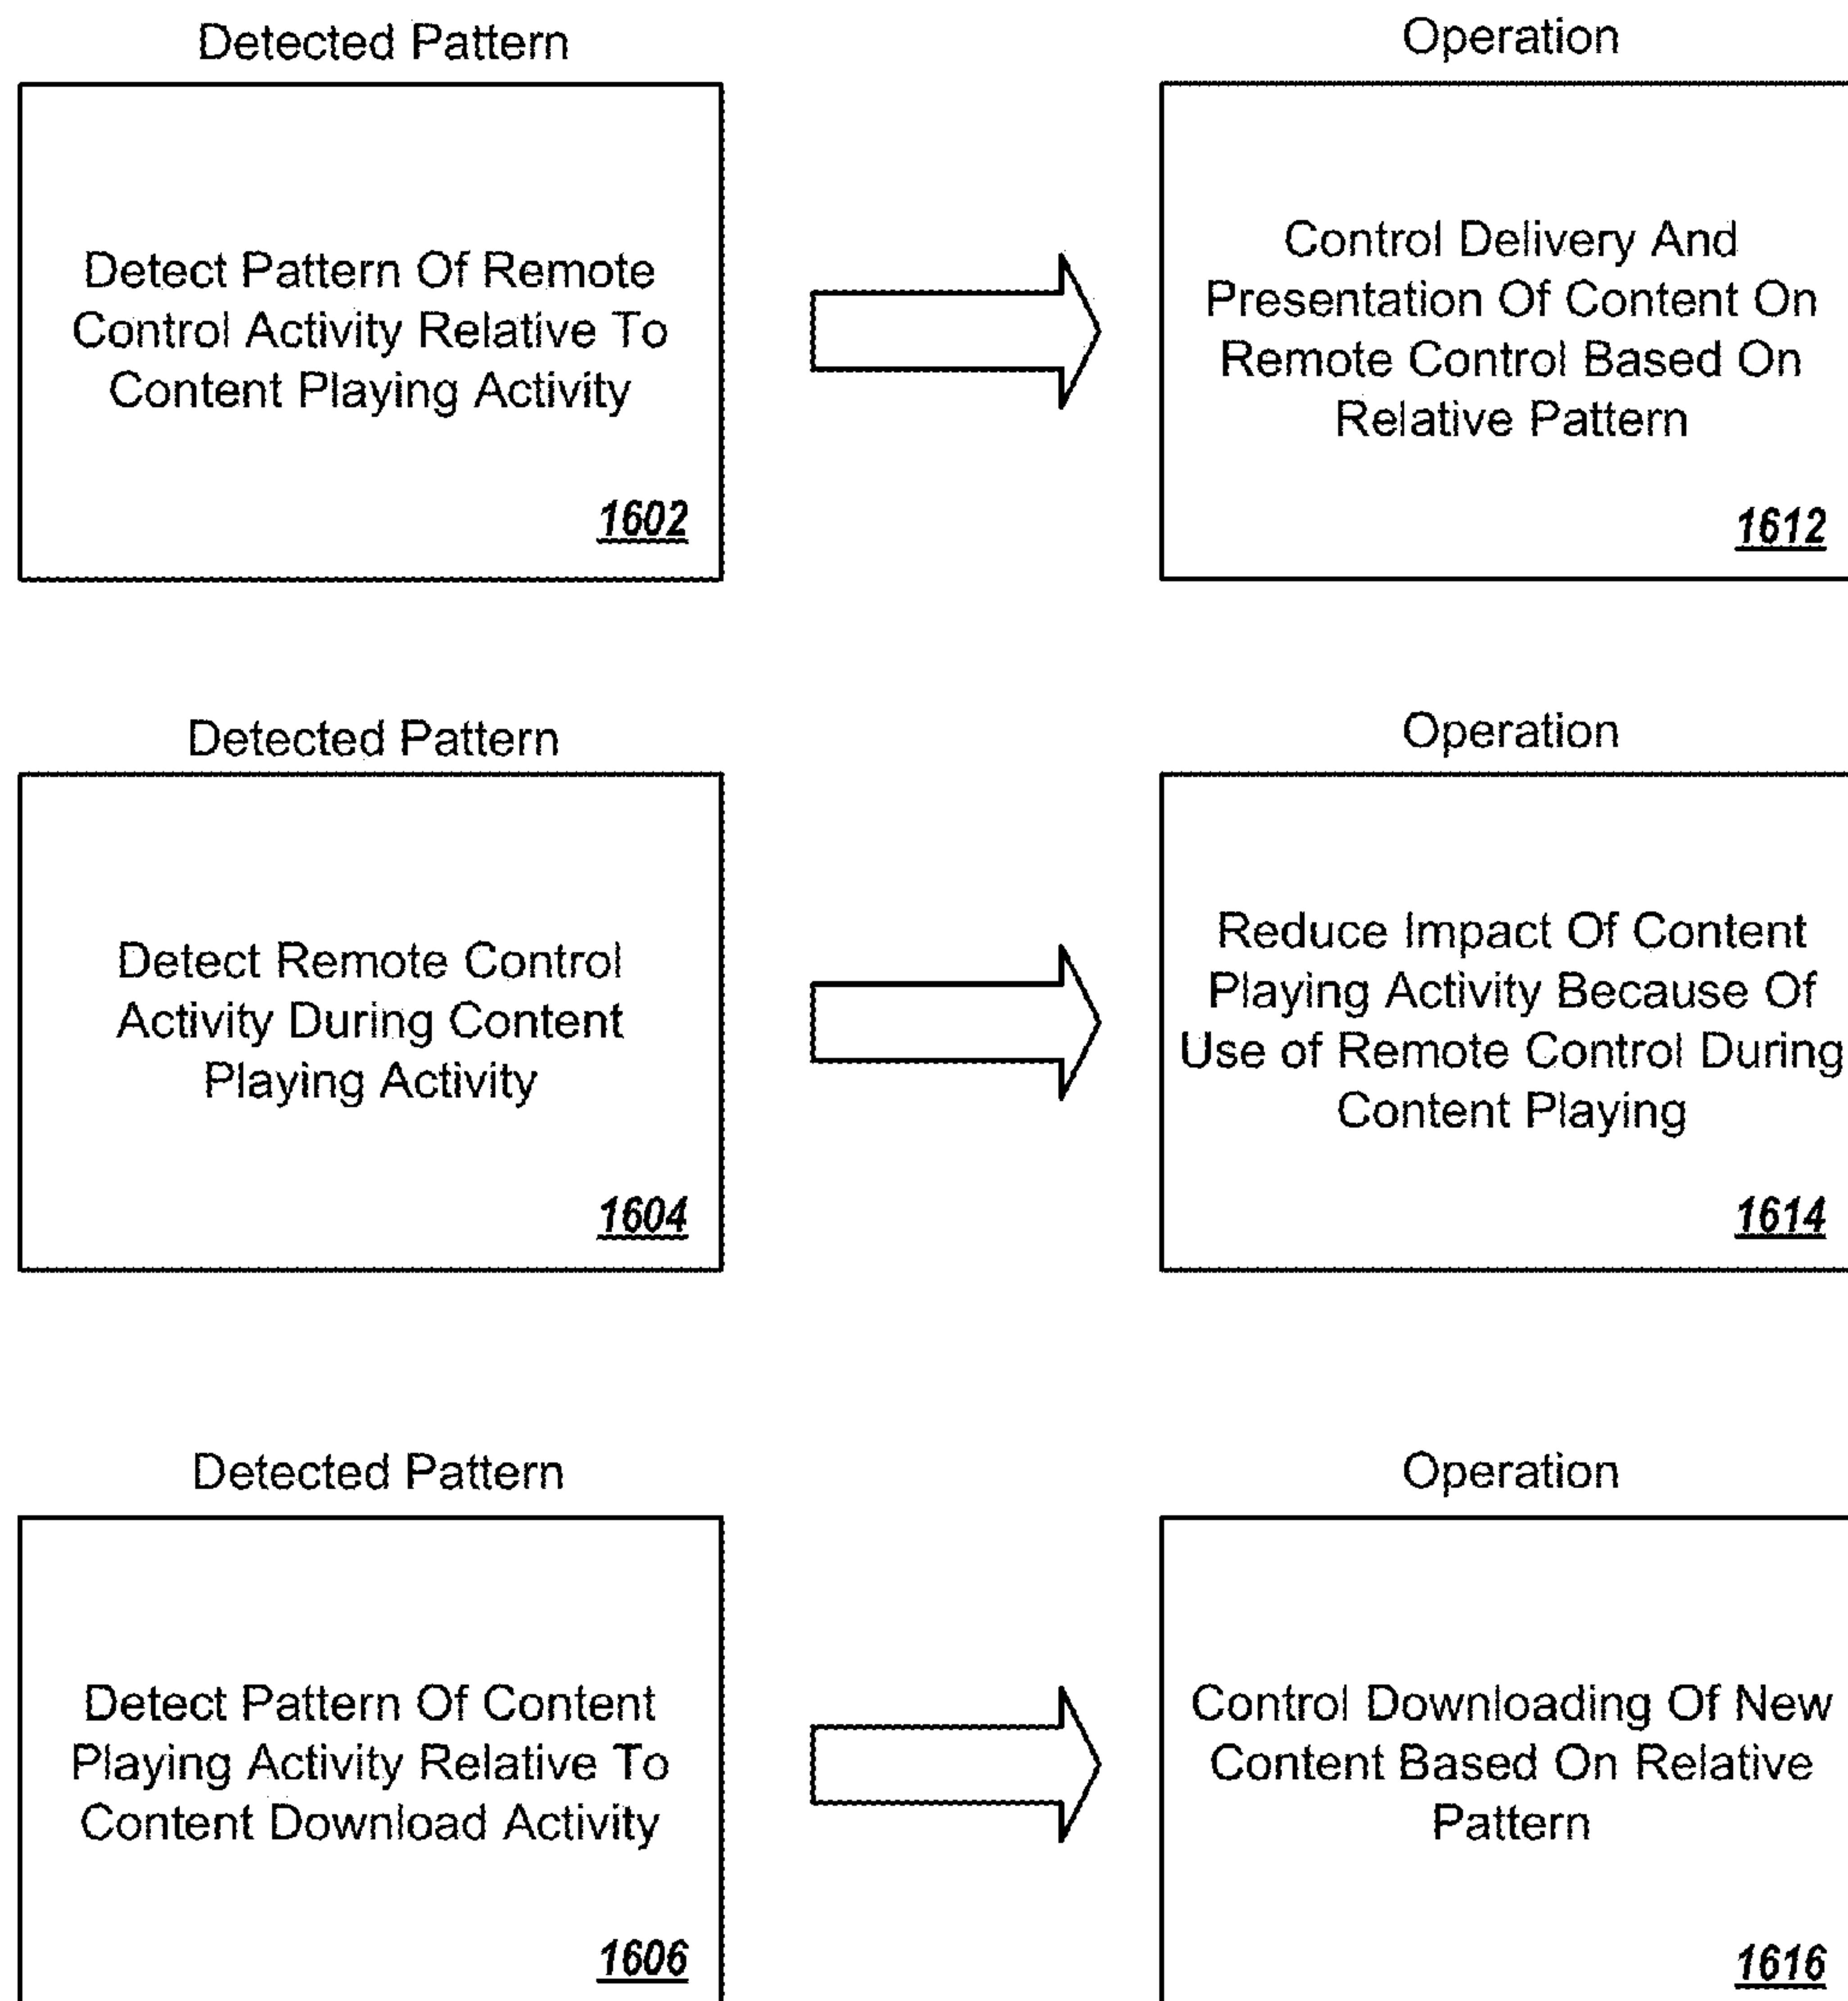 Detected Pattern
Operation
Detect Pattern Of Remote
Control Activity Relative To
Content Playing Activity
1602
Control Delivery And
Presentation Of Content On
Remote Control Based On
Relative Pattern
1612
Detected Pattern
Operation
Detect Remote Control
Activity During Content
Playing Activity
1604
Reduce Impact Of Content
Playing Activity Because Of
Use of Remote Control During
Content Playing
1614
Detected Pattern
Operation
Detect Pattern Of Content
Playing Activity Relative To
Content Download Activity
1606
Control Downloading Of New
Content Based On Relative
Pattern
1616